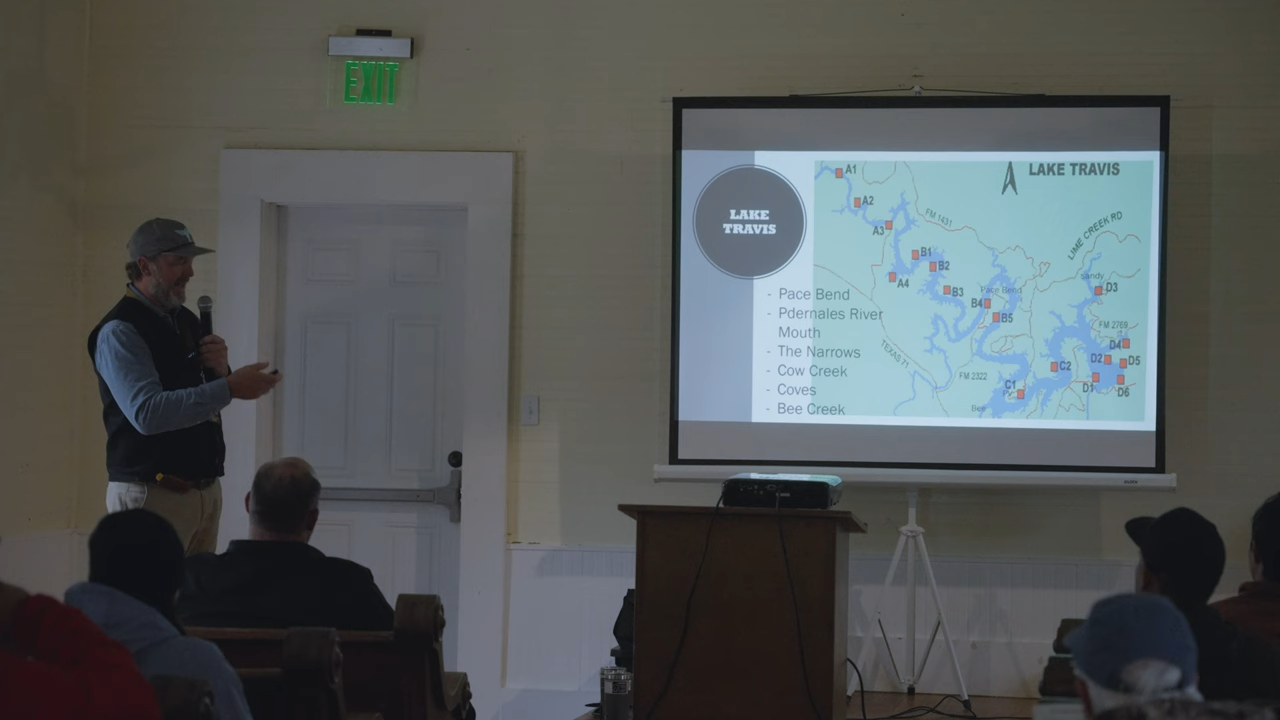 EXIT
LAKE
TRAVIS
- Pace Bend
- Pdernales River
Mouth
- The Narrows
- Cow Creek
- Coves
- Bee Creek
LAKE TRAVIS
A1
A2
A3
A4
FM 1431
B1
B2
B3
Pace Bend
B4
B5
LIME CREEK RD
sandy
D3
FM 2769
D4
D2
D5
D1
D6
C2
TEXAS 71
FM 2322
C1
Bee